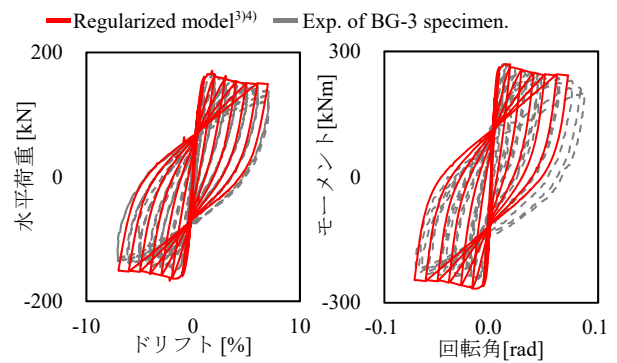 Regularized model3)4) Exp. of BG-3 specimen.
200
0
-200
水平荷重 [kN]
-10 0 10
ドリフト [%]
300
0
-300
モーメント[kNm]
-0.1 0.0 0.1
回転角[rad]